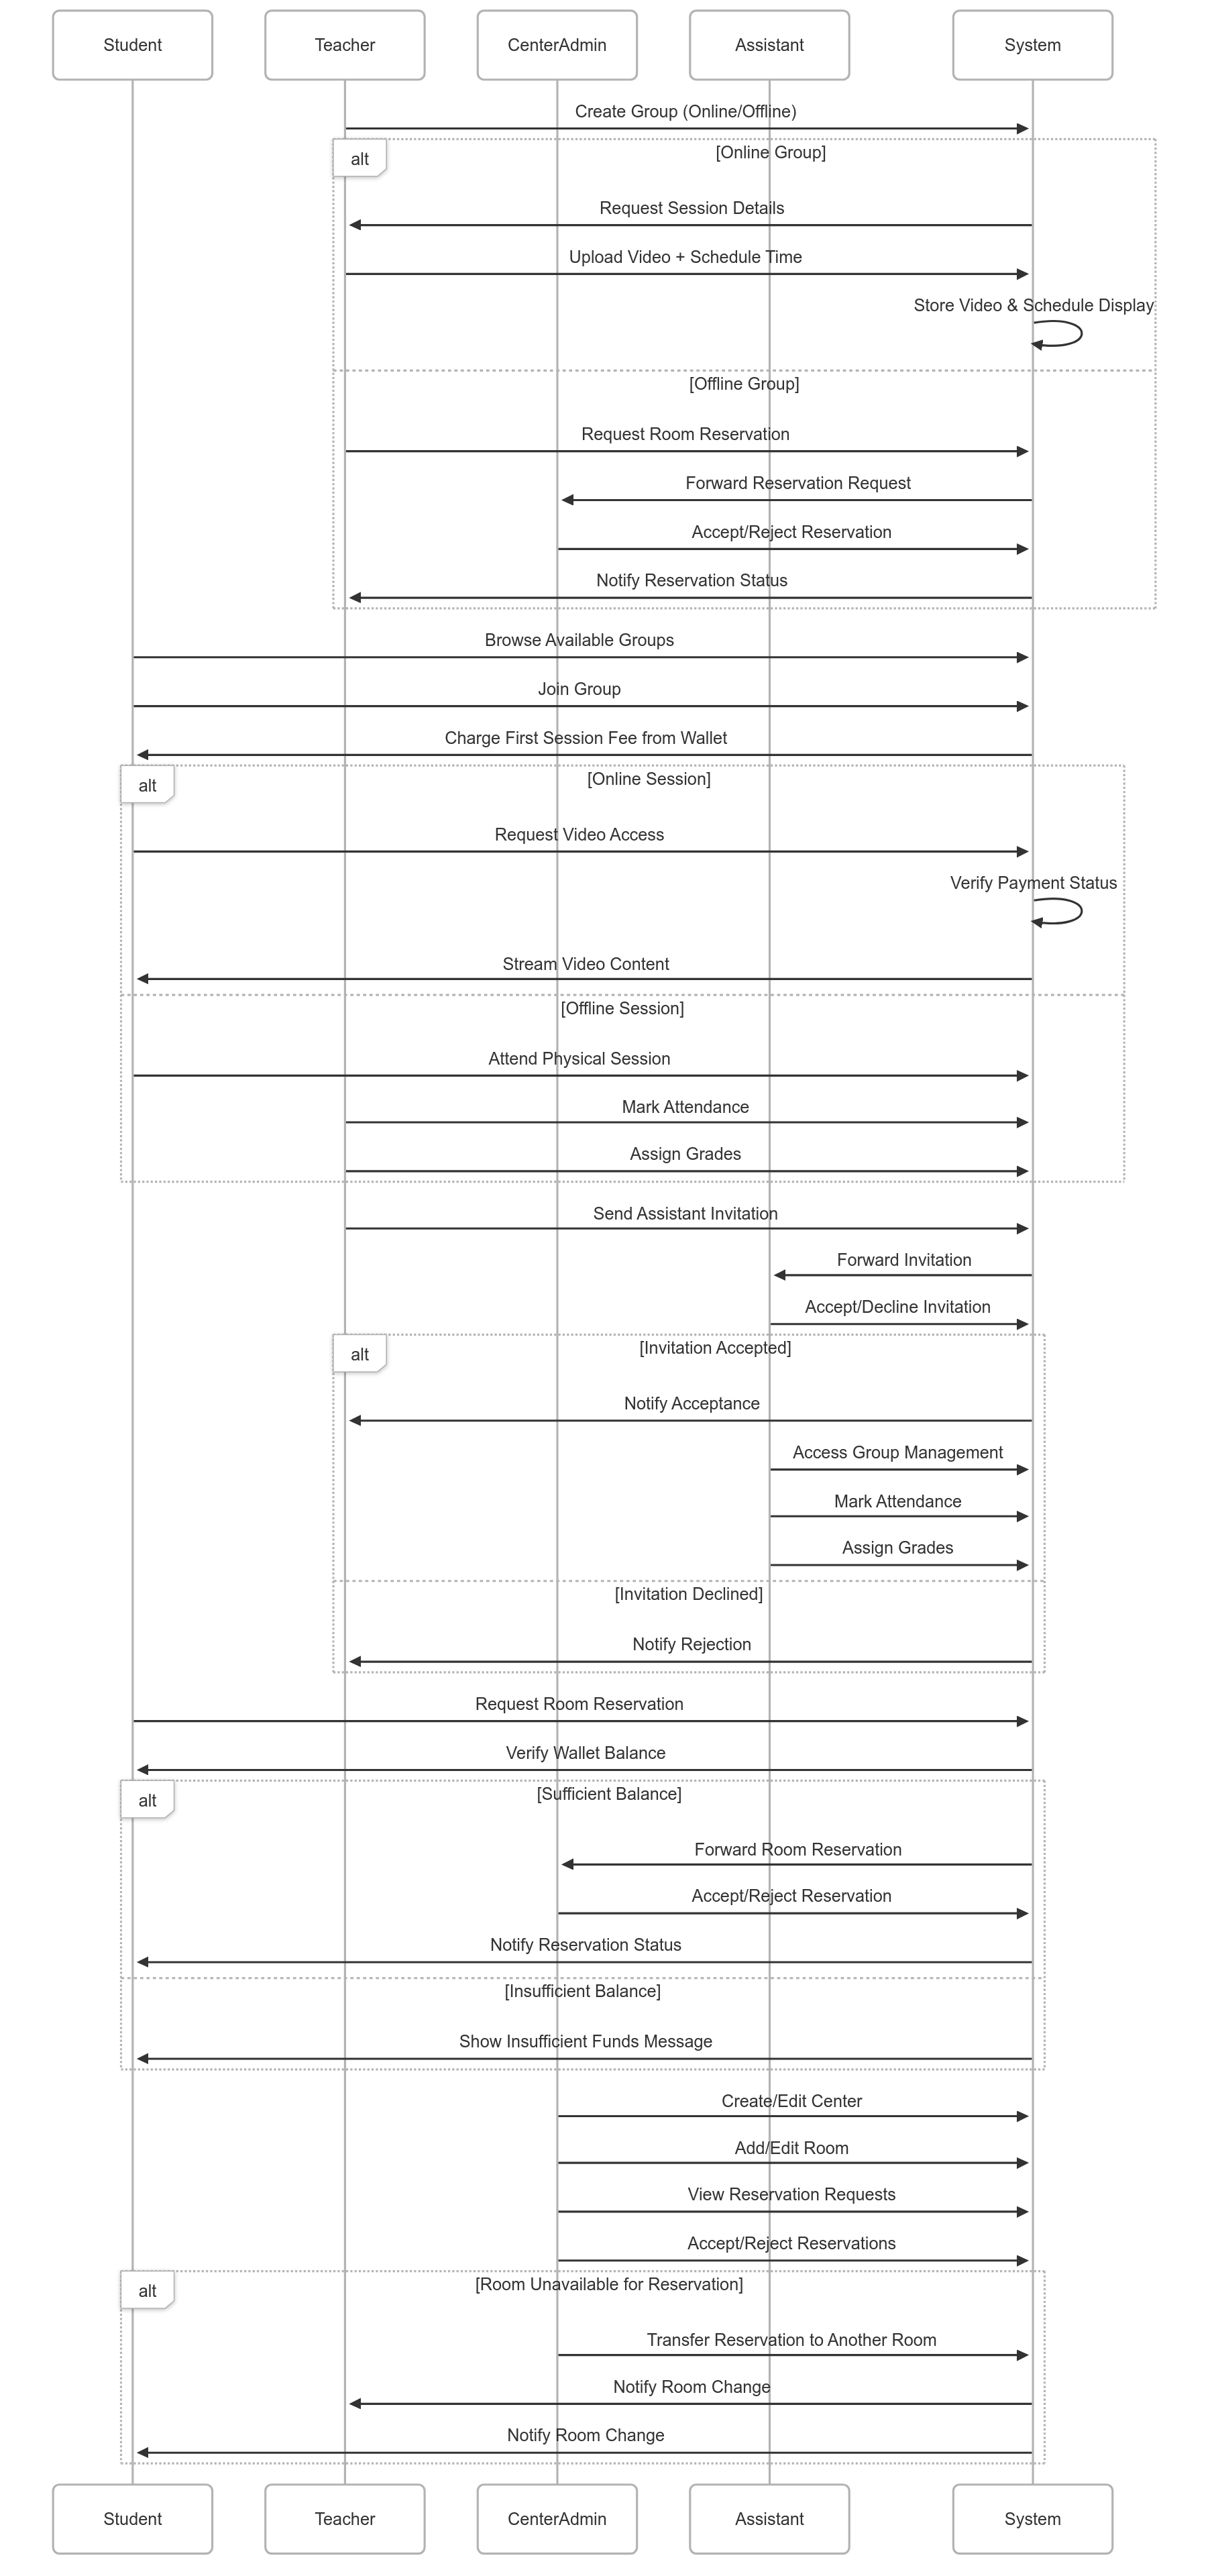 Student
Teacher
CenterAdmin
Assistant
System
Create Group (Online/Offline)
alt
[Online Group]
Request Session Details
Upload Video + Schedule Time
Store Video & Schedule Display
[Offline Group]
Request Room Reservation
Forward Reservation Request
Accept/Reject Reservation
Notify Reservation Status
Browse Available Groups
Join Group
Charge First Session Fee from Wallet
alt
[Online Session]
Request Video Access
Verify Payment Status
Stream Video Content
[Offline Session]
Attend Physical Session
Mark Attendance
Assign Grades
Send Assistant Invitation
Forward Invitation
Accept/Decline Invitation
alt
[Invitation Accepted]
Notify Acceptance
Access Group Management
Mark Attendance
Assign Grades
[Invitation Declined]
Notify Rejection
Request Room Reservation
Verify Wallet Balance
alt
[Sufficient Balance]
Forward Room Reservation
Accept/Reject Reservation
Notify Reservation Status
[Insufficient Balance]
Show Insufficient Funds Message
Create/Edit Center
Add/Edit Room
View Reservation Requests
Accept/Reject Reservations
alt
[Room Unavailable for Reservation]
Transfer Reservation to Another Room
Notify Room Change
Notify Room Change
Student
Teacher
CenterAdmin
Assistant
System